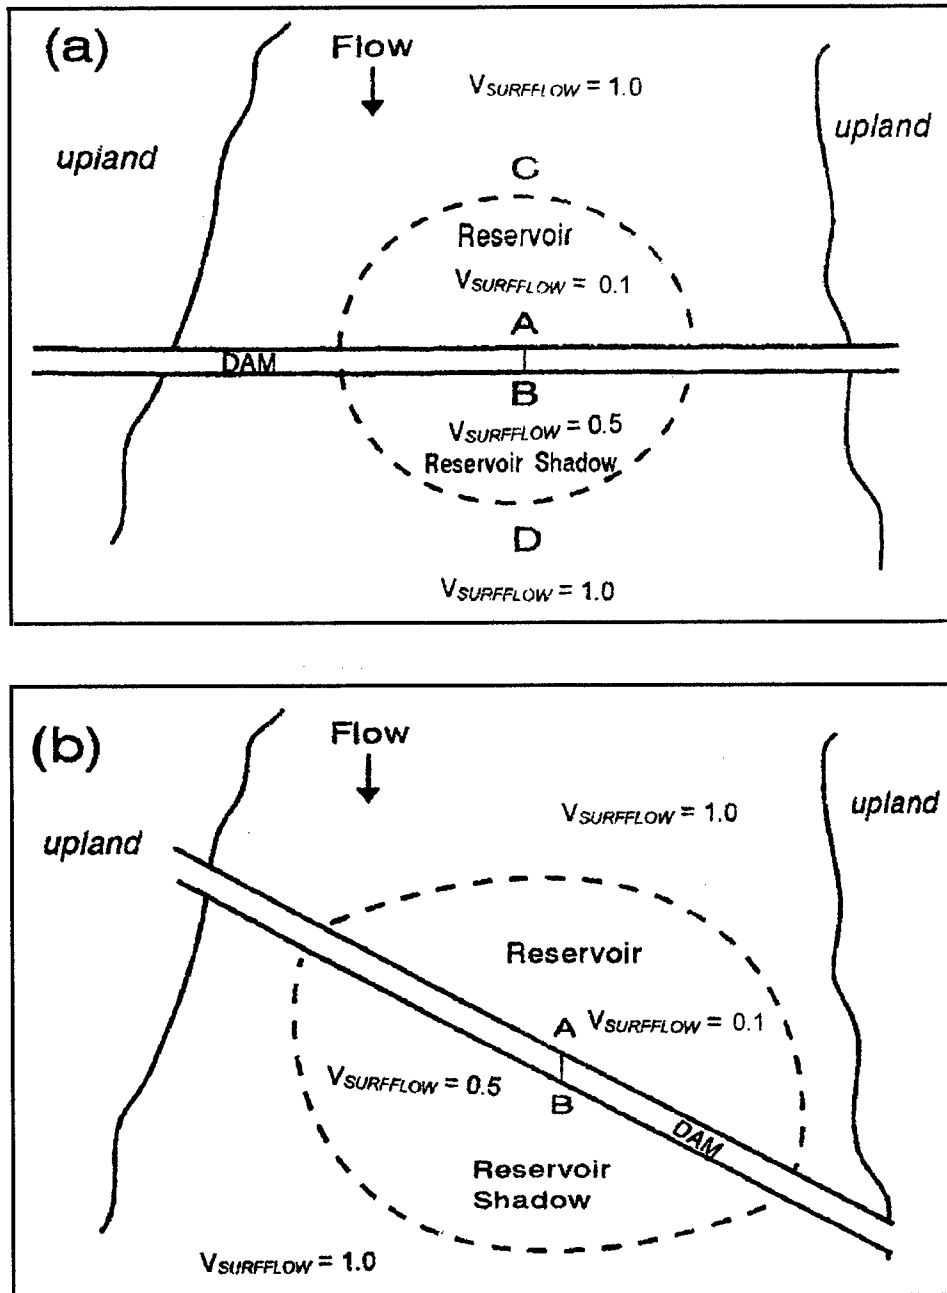 (a)
Flow
V_SURFFLOW = 1.0
upland
upland
C
Reservoir
V_SURFFLOW = 0.1
A
DAM
B
V_SURFFLOW = 0.5
Reservoir Shadow
D
V_SURFFLOW = 1.0
(b)
Flow
V_SURFFLOW = 1.0
upland
upland
Reservoir
A
V_SURFFLOW = 0.1
V_SURFFLOW = 0.5
B
DAM
Reservoir
Shadow
V_SURFFLOW = 1.0